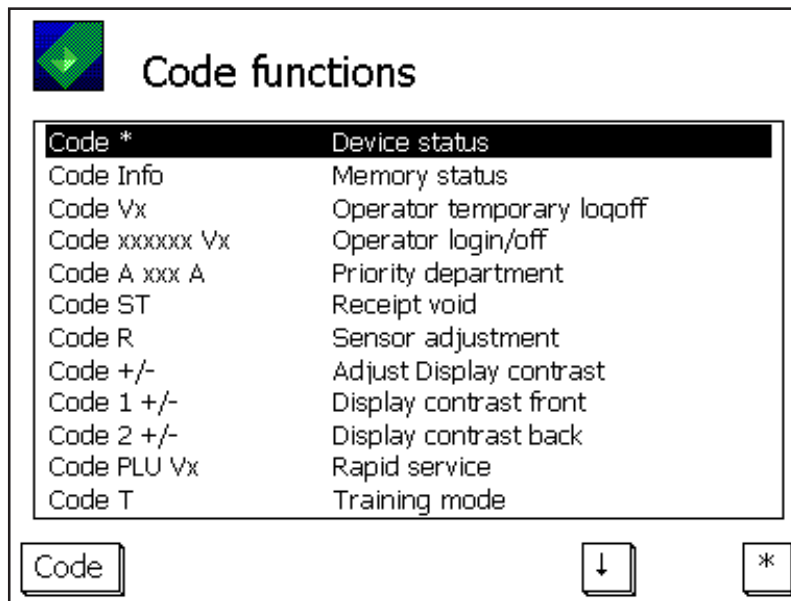 Code functions
Code * Device status
Code Info Memory status
Code Vx Operator temporary loqoff
Code xxxxxx Vx Operator login/off
Code A xxx A Priority department
Code ST Receipt void
Code R Sensor adjustment
Code +/- Adjust Display contrast
Code 1 +/- Display contrast front
Code 2 +/- Display contrast back
Code PLU Vx Rapid service
Code T Training mode
Code ↓ *